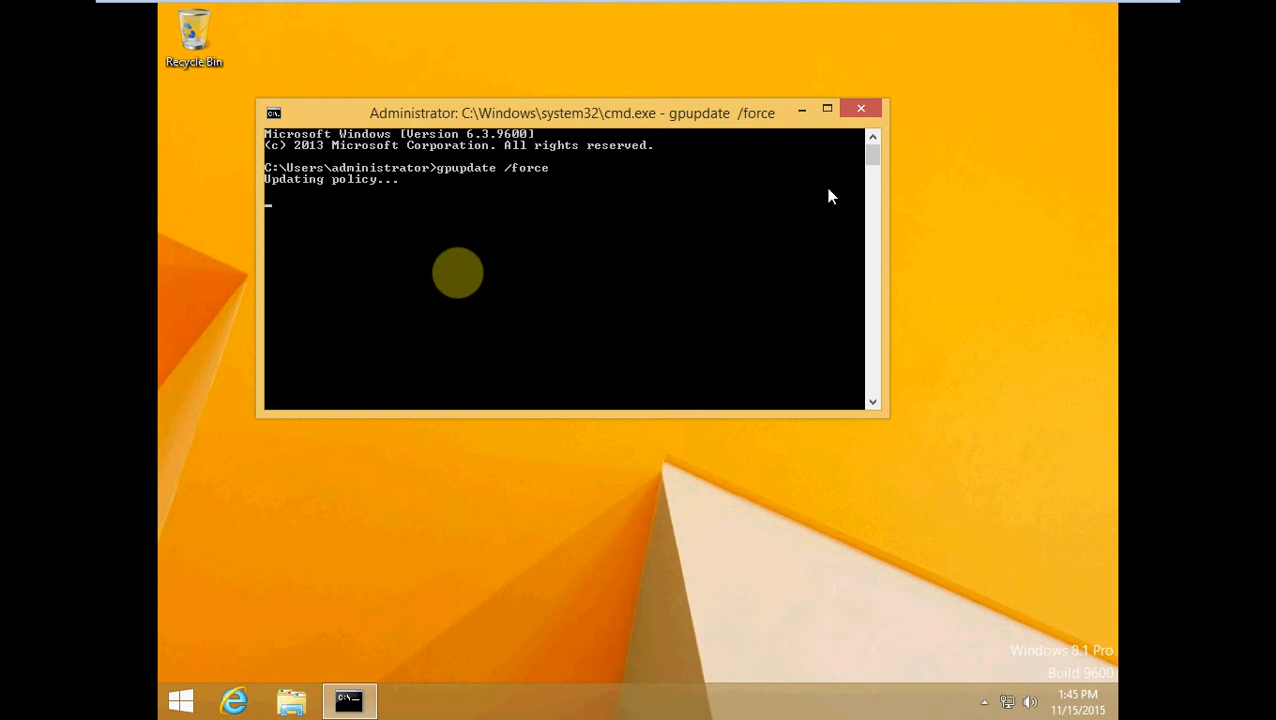 Recycle Bin
Administrator: C:\Windows\system32\cmd.exe - gpupdate  /force
Microsoft Windows [Version 6.3.9600]
(c) 2013 Microsoft Corporation. All rights reserved.
C:\Users\administrator>gpupdate /force
Updating policy...
Windows 8.1 Pro
Build 9600
1:45 PM
11/15/2015